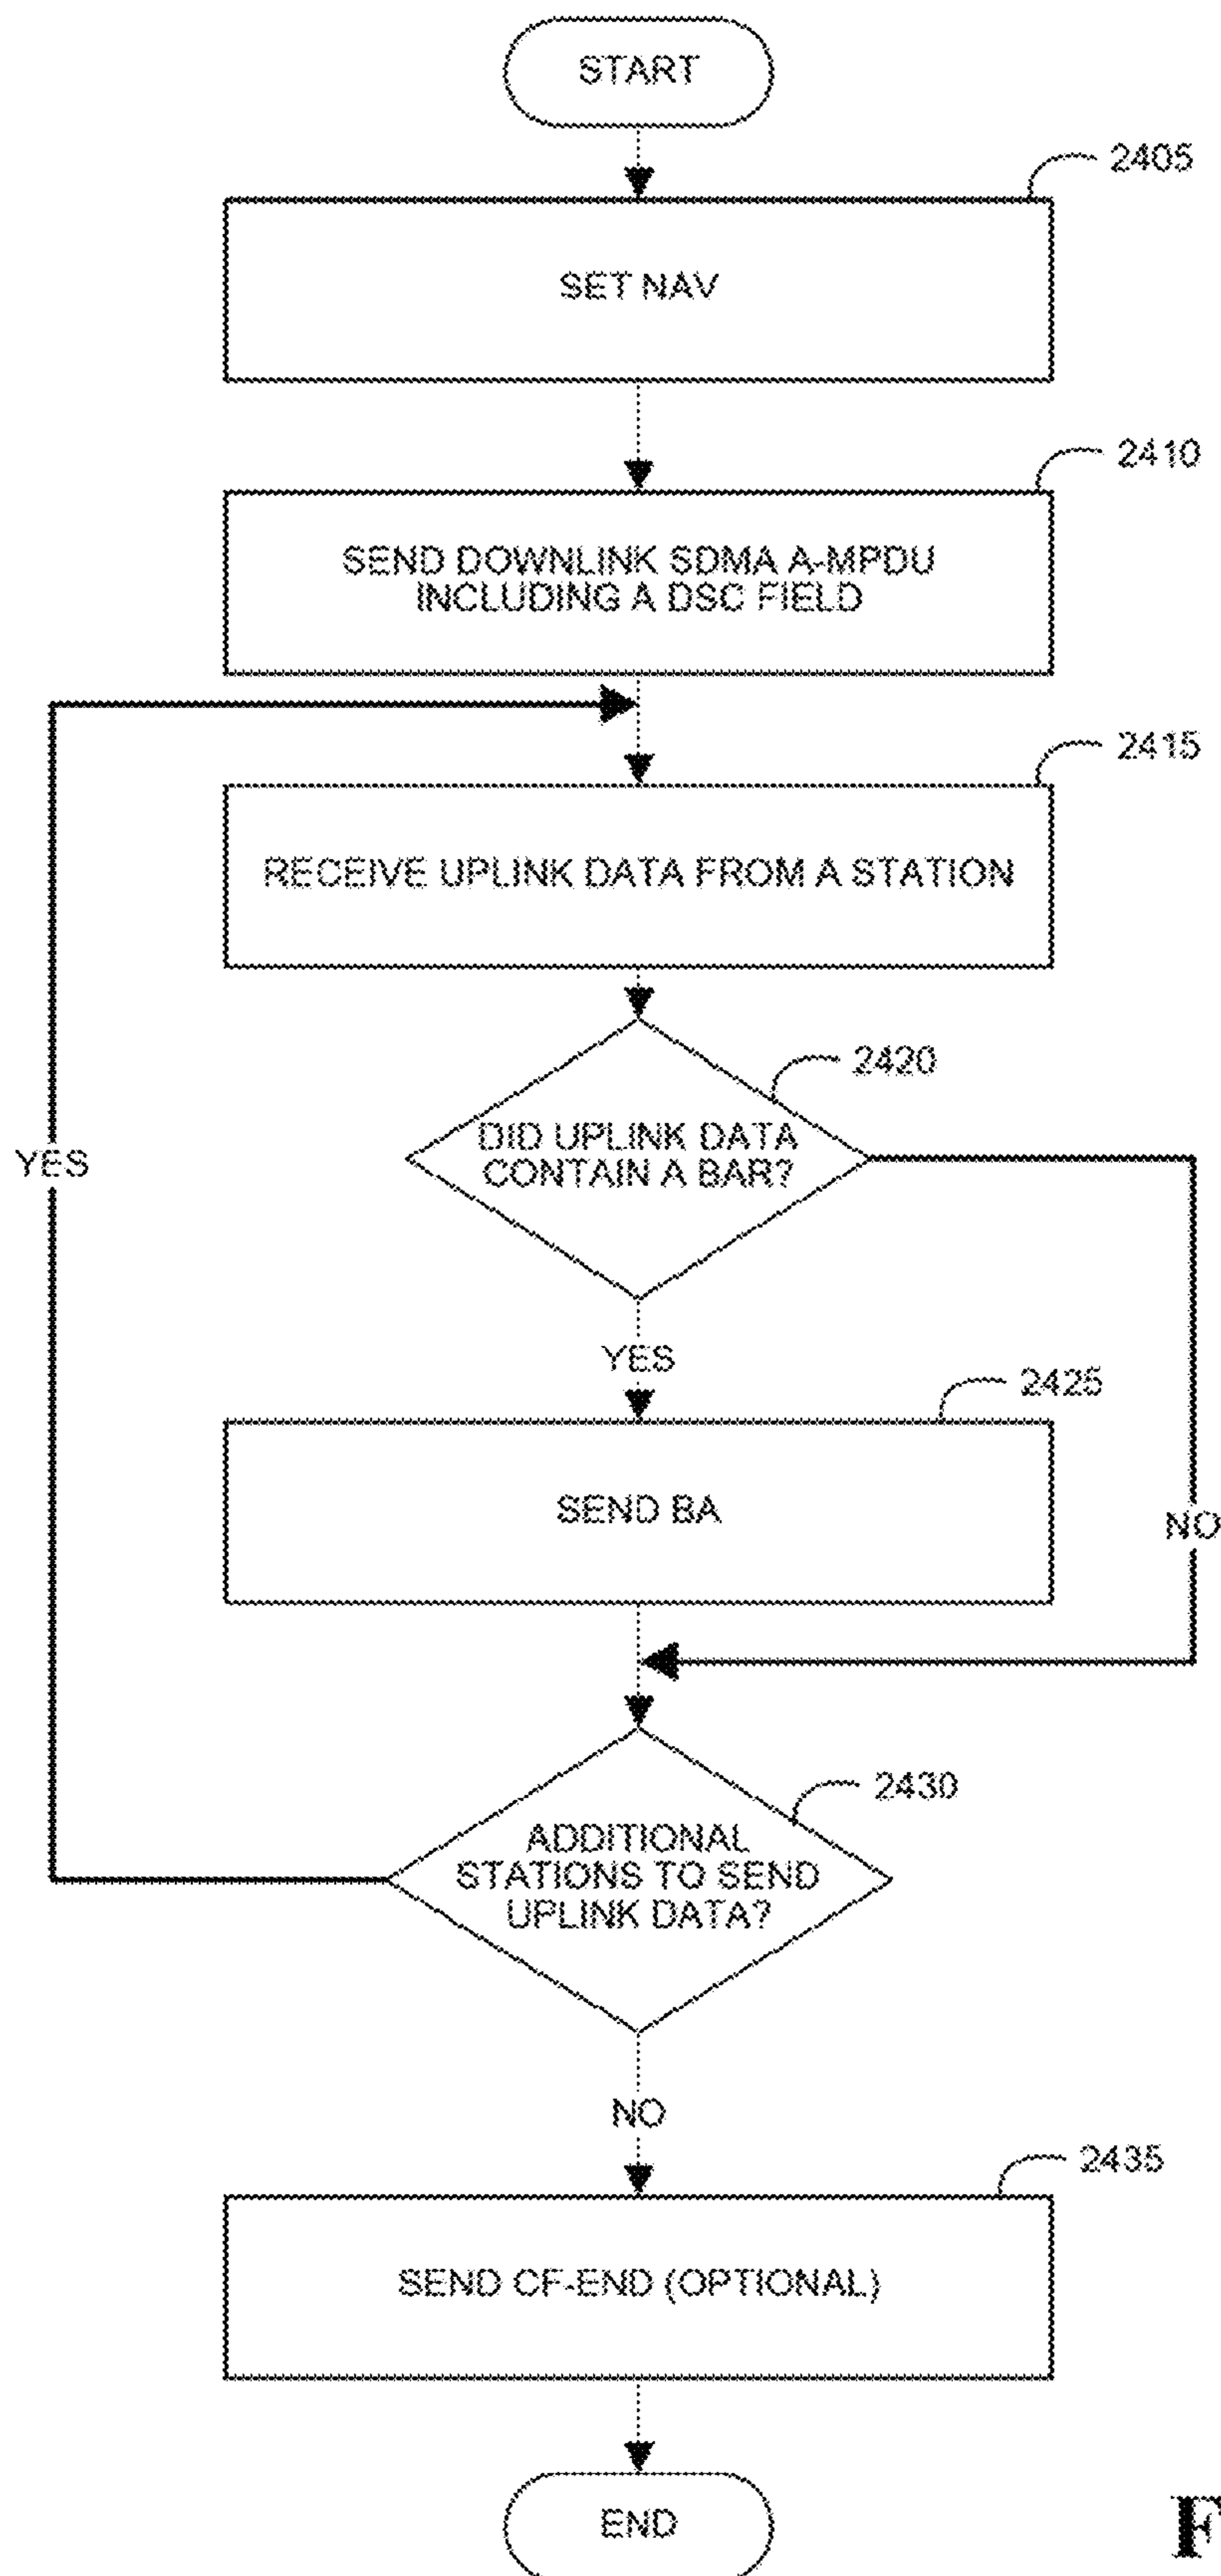 START
2405
SET NAV
2410
SEND DOWNLINK SDMA A-MPDU
INCLUDING A DSC FIELD
2415
RECEIVE UPLINK DATA FROM A STATION
2420
DID UPLINK DATA
CONTAIN A BAR?
YES
YES
2425
SEND BA
NO
2430
ADDITIONAL
STATIONS TO SEND
UPLINK DATA?
NO
2435
SEND CF-END (OPTIONAL)
END
F